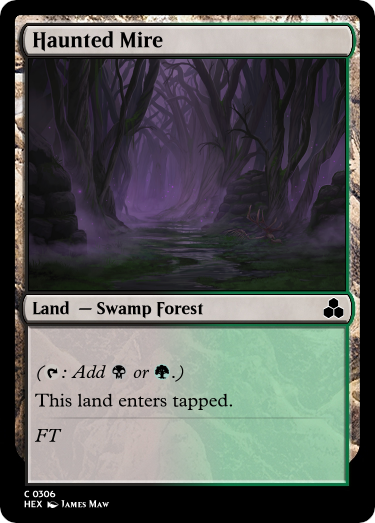 Haunted Mire
Land — Swamp Forest
(: Add or .)
This land enters tapped.
FT
C 0306
HEX James Maw